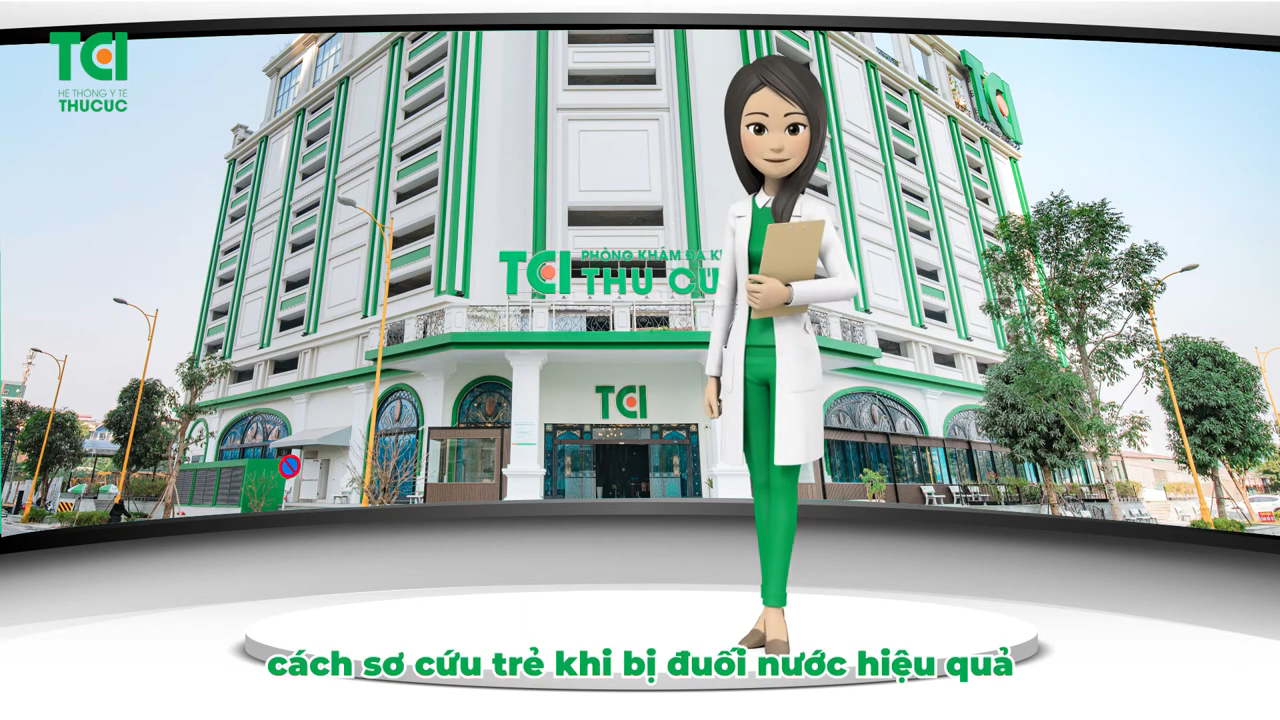 TCI
HỆ THỐNG Y TẾ
THUCUC
TCI
TCI
PHÒNG KHÁM ĐA
THU
TCI
cách sơ cứu trẻ khi bị đuối nước hiệu quả